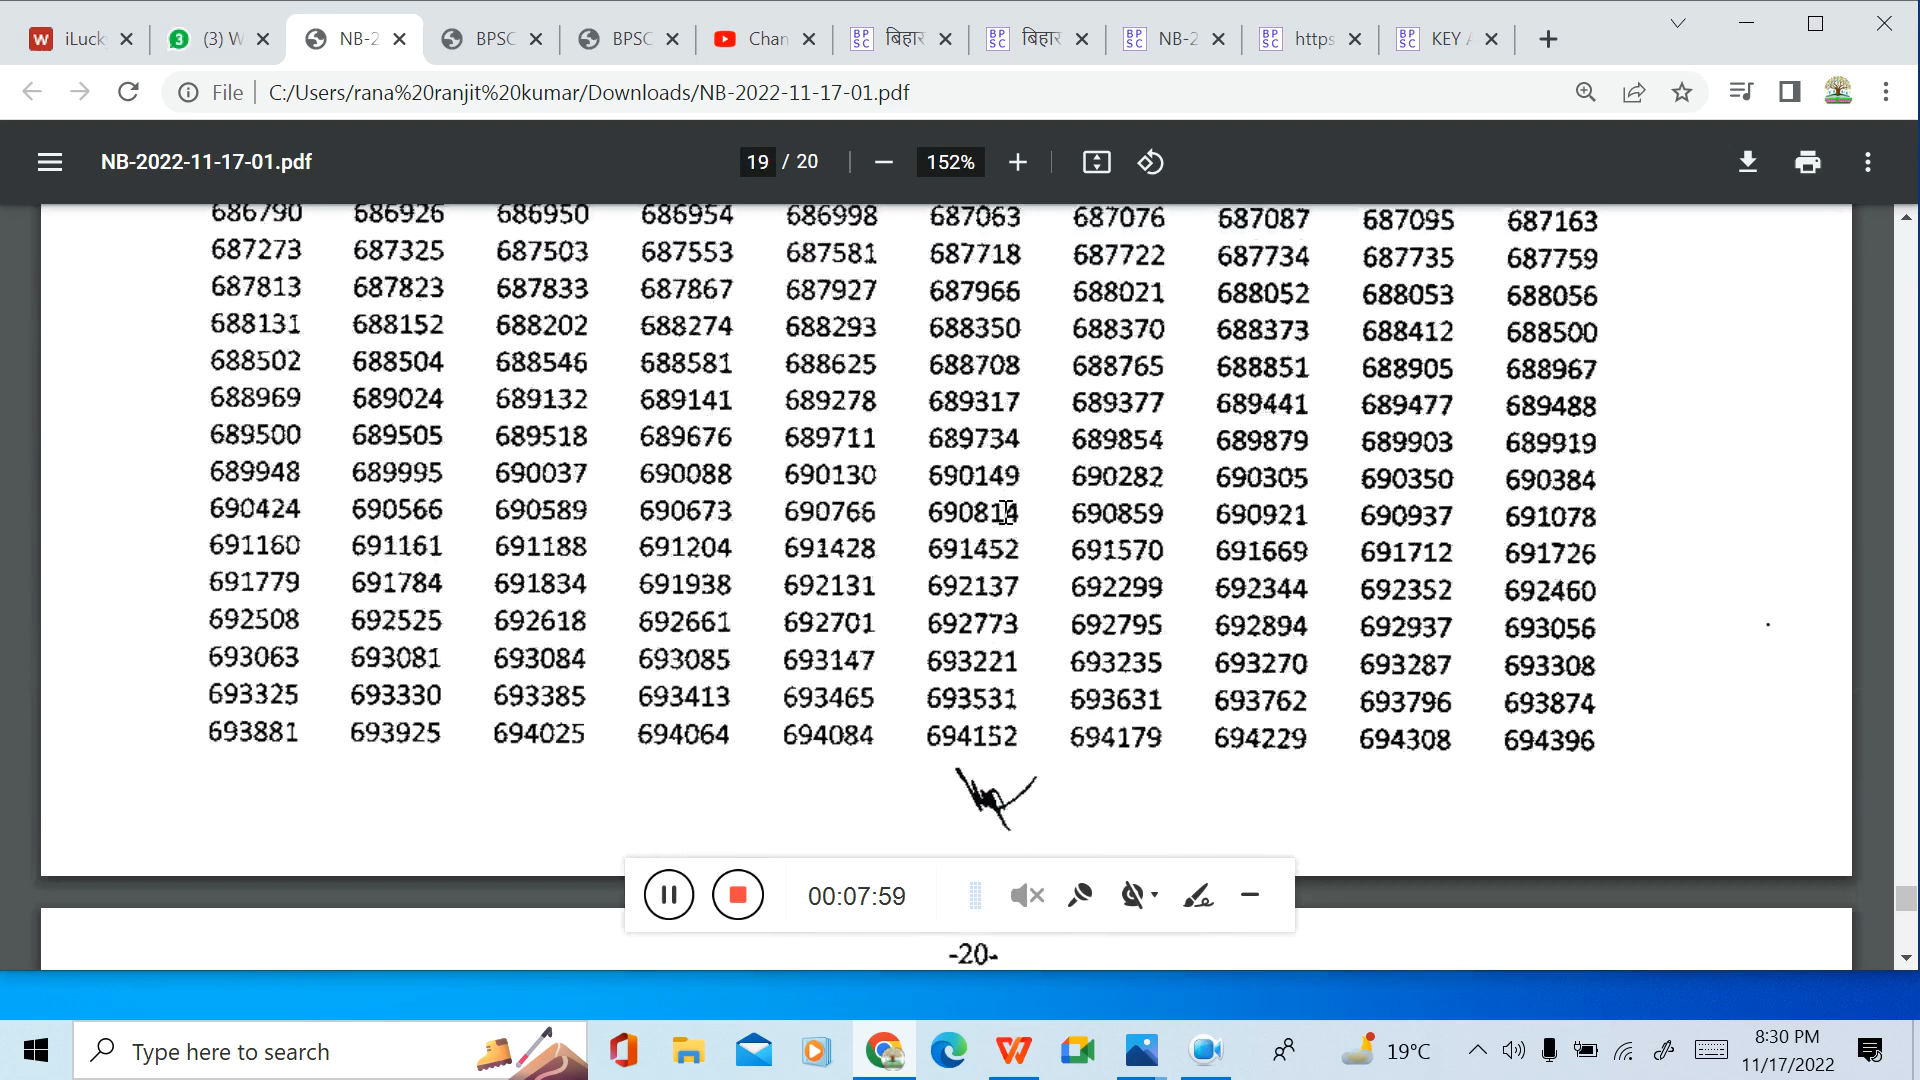 iLuck
3
(3) W
NB-2
BPSC
BPSC
Chan
BPSC
बिहार
BPSC
बिहार
BPSC
NB-2
BPSC
https
BPSC
KEY A
File
C:/Users/rana%20ranjit%20kumar/Downloads/NB-2022-11-17-01.pdf
NB-2022-11-17-01.pdf
19 / 20
152%
686790 686926 686950 686954 686998 687063 687076 687087 687095 687163
687273 687325 687503 687553 687581 687718 687722 687734 687735 687759
687813 687823 687833 687867 687927 687966 688021 688052 688053 688056
688131 688152 688202 688274 688293 688350 688370 688373 688412 688500
688502 688504 688546 688581 688625 688708 688765 688851 688905 688967
688969 689024 689132 689141 689278 689317 689377 689441 689477 689488
689500 689505 689518 689676 689711 689734 689854 689879 689903 689919
689948 689995 690037 690088 690130 690149 690282 690305 690350 690384
690424 690566 690589 690673 690766 690814 690859 690921 690937 691078
691160 691161 691188 691204 691428 691452 691570 691669 691712 691726
691779 691784 691834 691938 692131 692137 692299 692344 692352 692460
692508 692525 692618 692661 692701 692773 692795 692894 692937 693056
693063 693081 693084 693085 693147 693221 693235 693270 693287 693308
693325 693330 693385 693413 693465 693531 693631 693762 693796 693874
693881 693925 694025 694064 694084 694152 694179 694229 694308 694396
00:07:59
-20-
Type here to search
19°C
8:30 PM
11/17/2022